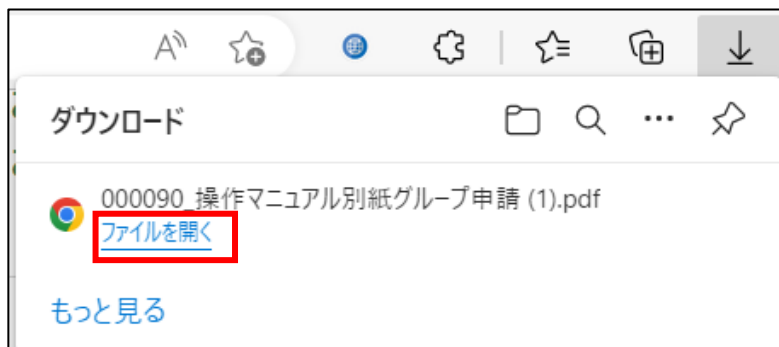 ダウンロード
000090_操作マニュアル別紙グループ申請 (1).pdf
ファイルを開く
もっと見る